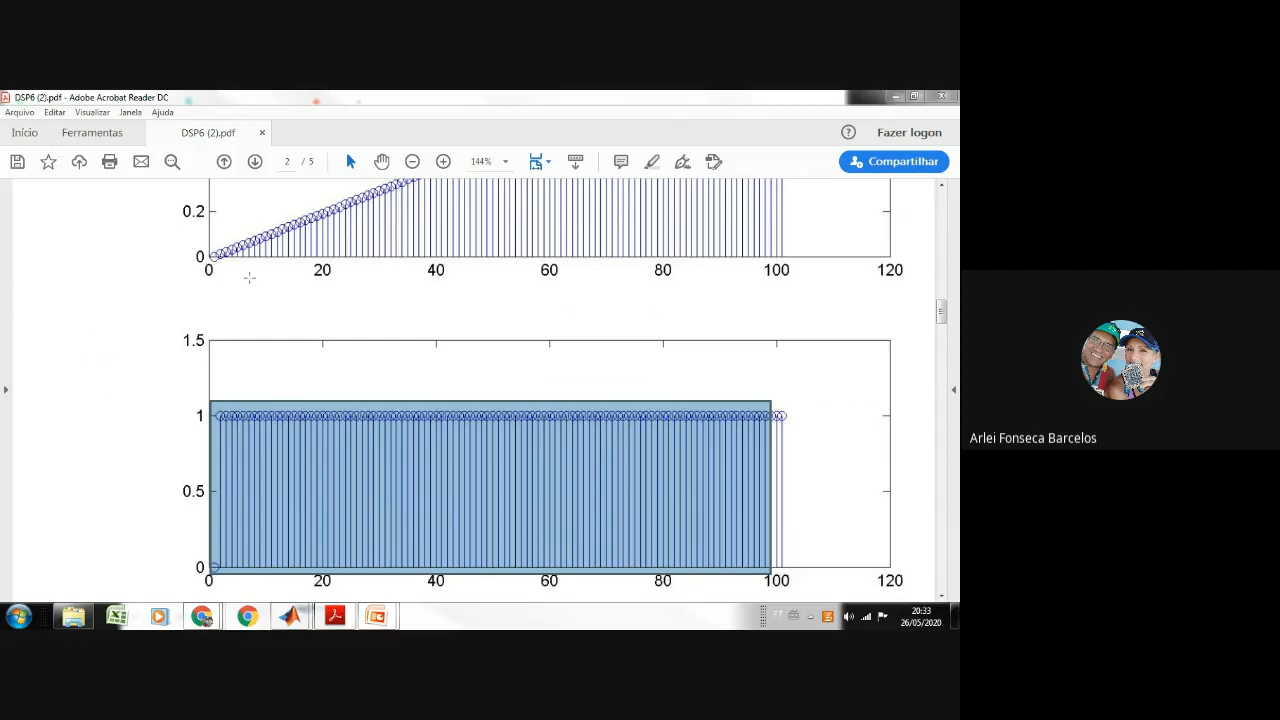 DSP6 (2).pdf - Adobe Acrobat Reader DC
Arquivo Editar Visualizar Janela Ajuda
Início Ferramentas DSP6 (2).pdf × ? Fazer logon
2 / 5 144% Compartilhar
0.2
0
0 20 40 60 80 100 120
1.5
1
0.5
0
0 20 40 60 80 100 120
Arlei Fonseca Barcelos
PT 20:33
26/05/2020